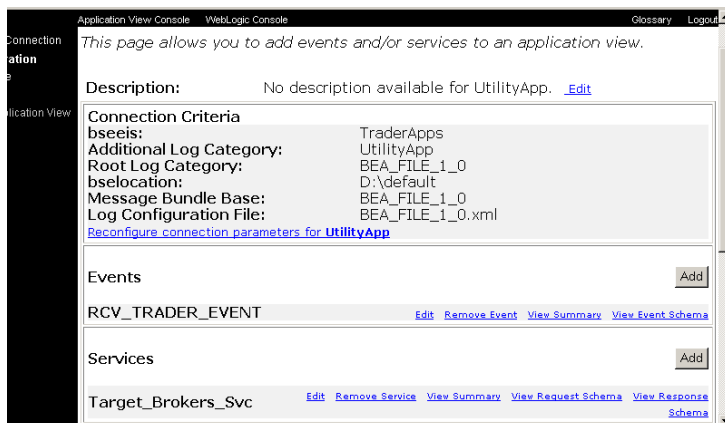 Application View Console WebLogic Console Glossary Logout
Connection
This page allows you to add events and/or services to an application view.
Description: No description available for UtilityApp. Edit
lication View
Connection Criteria
bseeis: TraderApps
Additional Log Category: UtilityApp
Root Log Category: BEA_FILE_1_0
bselocation: D:\default
Message Bundle Base: BEA_FILE_1_0
Log Configuration File: BEA_FILE_1_0.xml
Reconfigure connection parameters for UtilityApp
Events Add
RCV_TRADER_EVENT Edit Remove Event View Summary View Event Schema
Services Add
Target_Brokers_Svc Edit Remove Service View Summary View Request Schema View Response
Schema